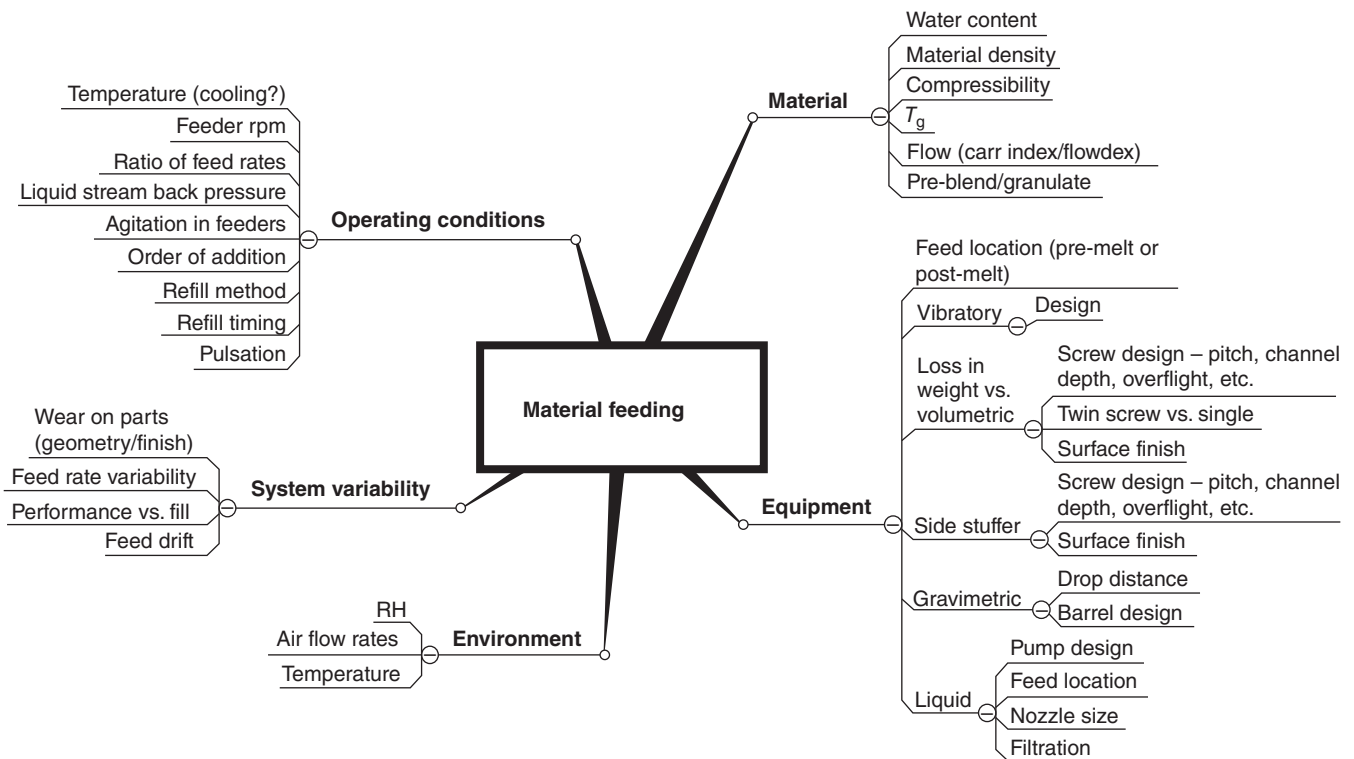 Water content
Material density
Compressibility
Tg
Flow (carr index/flowdex)
Pre-blend/granulate
Material
Temperature (cooling?)
Feeder rpm
Ratio of feed rates
Liquid stream back pressure
Agitation in feeders
Order of addition
Refill method
Refill timing
Pulsation
Operating conditions
Material feeding
Feed location (pre-melt or
post-melt)
Vibratory
Design
Loss in
weight vs.
volumetric
Screw design – pitch, channel
depth, overflight, etc.
Twin screw vs. single
Surface finish
Equipment
Side stuffer
Screw design – pitch, channel
depth, overflight, etc.
Surface finish
Gravimetric
Drop distance
Barrel design
Liquid
Pump design
Feed location
Nozzle size
Filtration
Wear on parts
(geometry/finish)
Feed rate variability
Performance vs. fill
Feed drift
System variability
RH
Air flow rates
Temperature
Environment